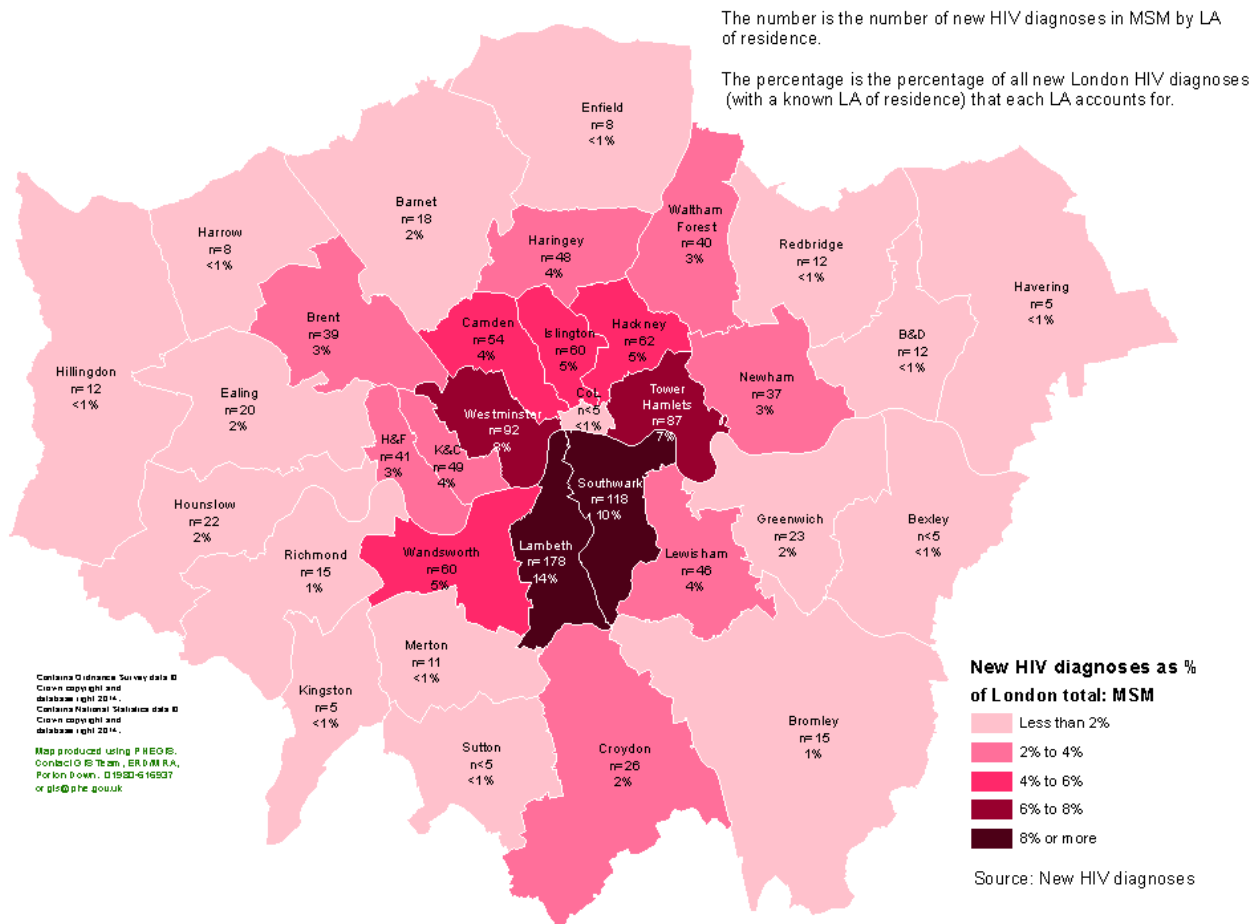 The number is the number of new HIV diagnoses in MSM by LA
of residence.
The percentage is the percentage of all new London HIV diagnoses
(with a known LA of residence) that each LA accounts for.
Enfield
n=8
<1%
Barnet
n=18
2%
Harrow
n=8
<1%
Haringey
n=48
4%
Waltham
Forest
n=40
3%
Redbridge
n=12
<1%
Havering
n=5
<1%
Brent
n=39
3%
Camden
n=54
4%
Islington
n=60
5%
Hackney
n=62
5%
B&D
n=12
<1%
Hillingdon
n=12
<1%
Ealing
n=20
2%
Westminster
n=92
8%
CoL
n<5
<1%
Tower
Hamlets
n=87
7%
Newham
n=37
3%
H&F
n=41
3%
K&C
n=49
4%
Southwark
n=118
10%
Hounslow
n=22
2%
Richmond
n=15
1%
Wandsworth
n=60
5%
Lambeth
n=178
14%
Lewisham
n=46
4%
Greenwich
n=23
2%
Bexley
n<5
<1%
Merton
n=11
<1%
Kingston
n=5
<1%
Sutton
n<5
<1%
Croydon
n=26
2%
Bromley
n=15
1%
Contains Ordnance Survey data ©
Crown copyright and
database right 2014.
Contains National Statistics data ©
Crown copyright and
database right 2014.
Map produced using PHEGIS.
Contact GIS Team, ERD/MRA,
Porton Down. 01980-616937
or gis@phe.gov.uk
New HIV diagnoses as %
of London total: MSM
Less than 2%
2% to 4%
4% to 6%
6% to 8%
8% or more
Source: New HIV diagnoses